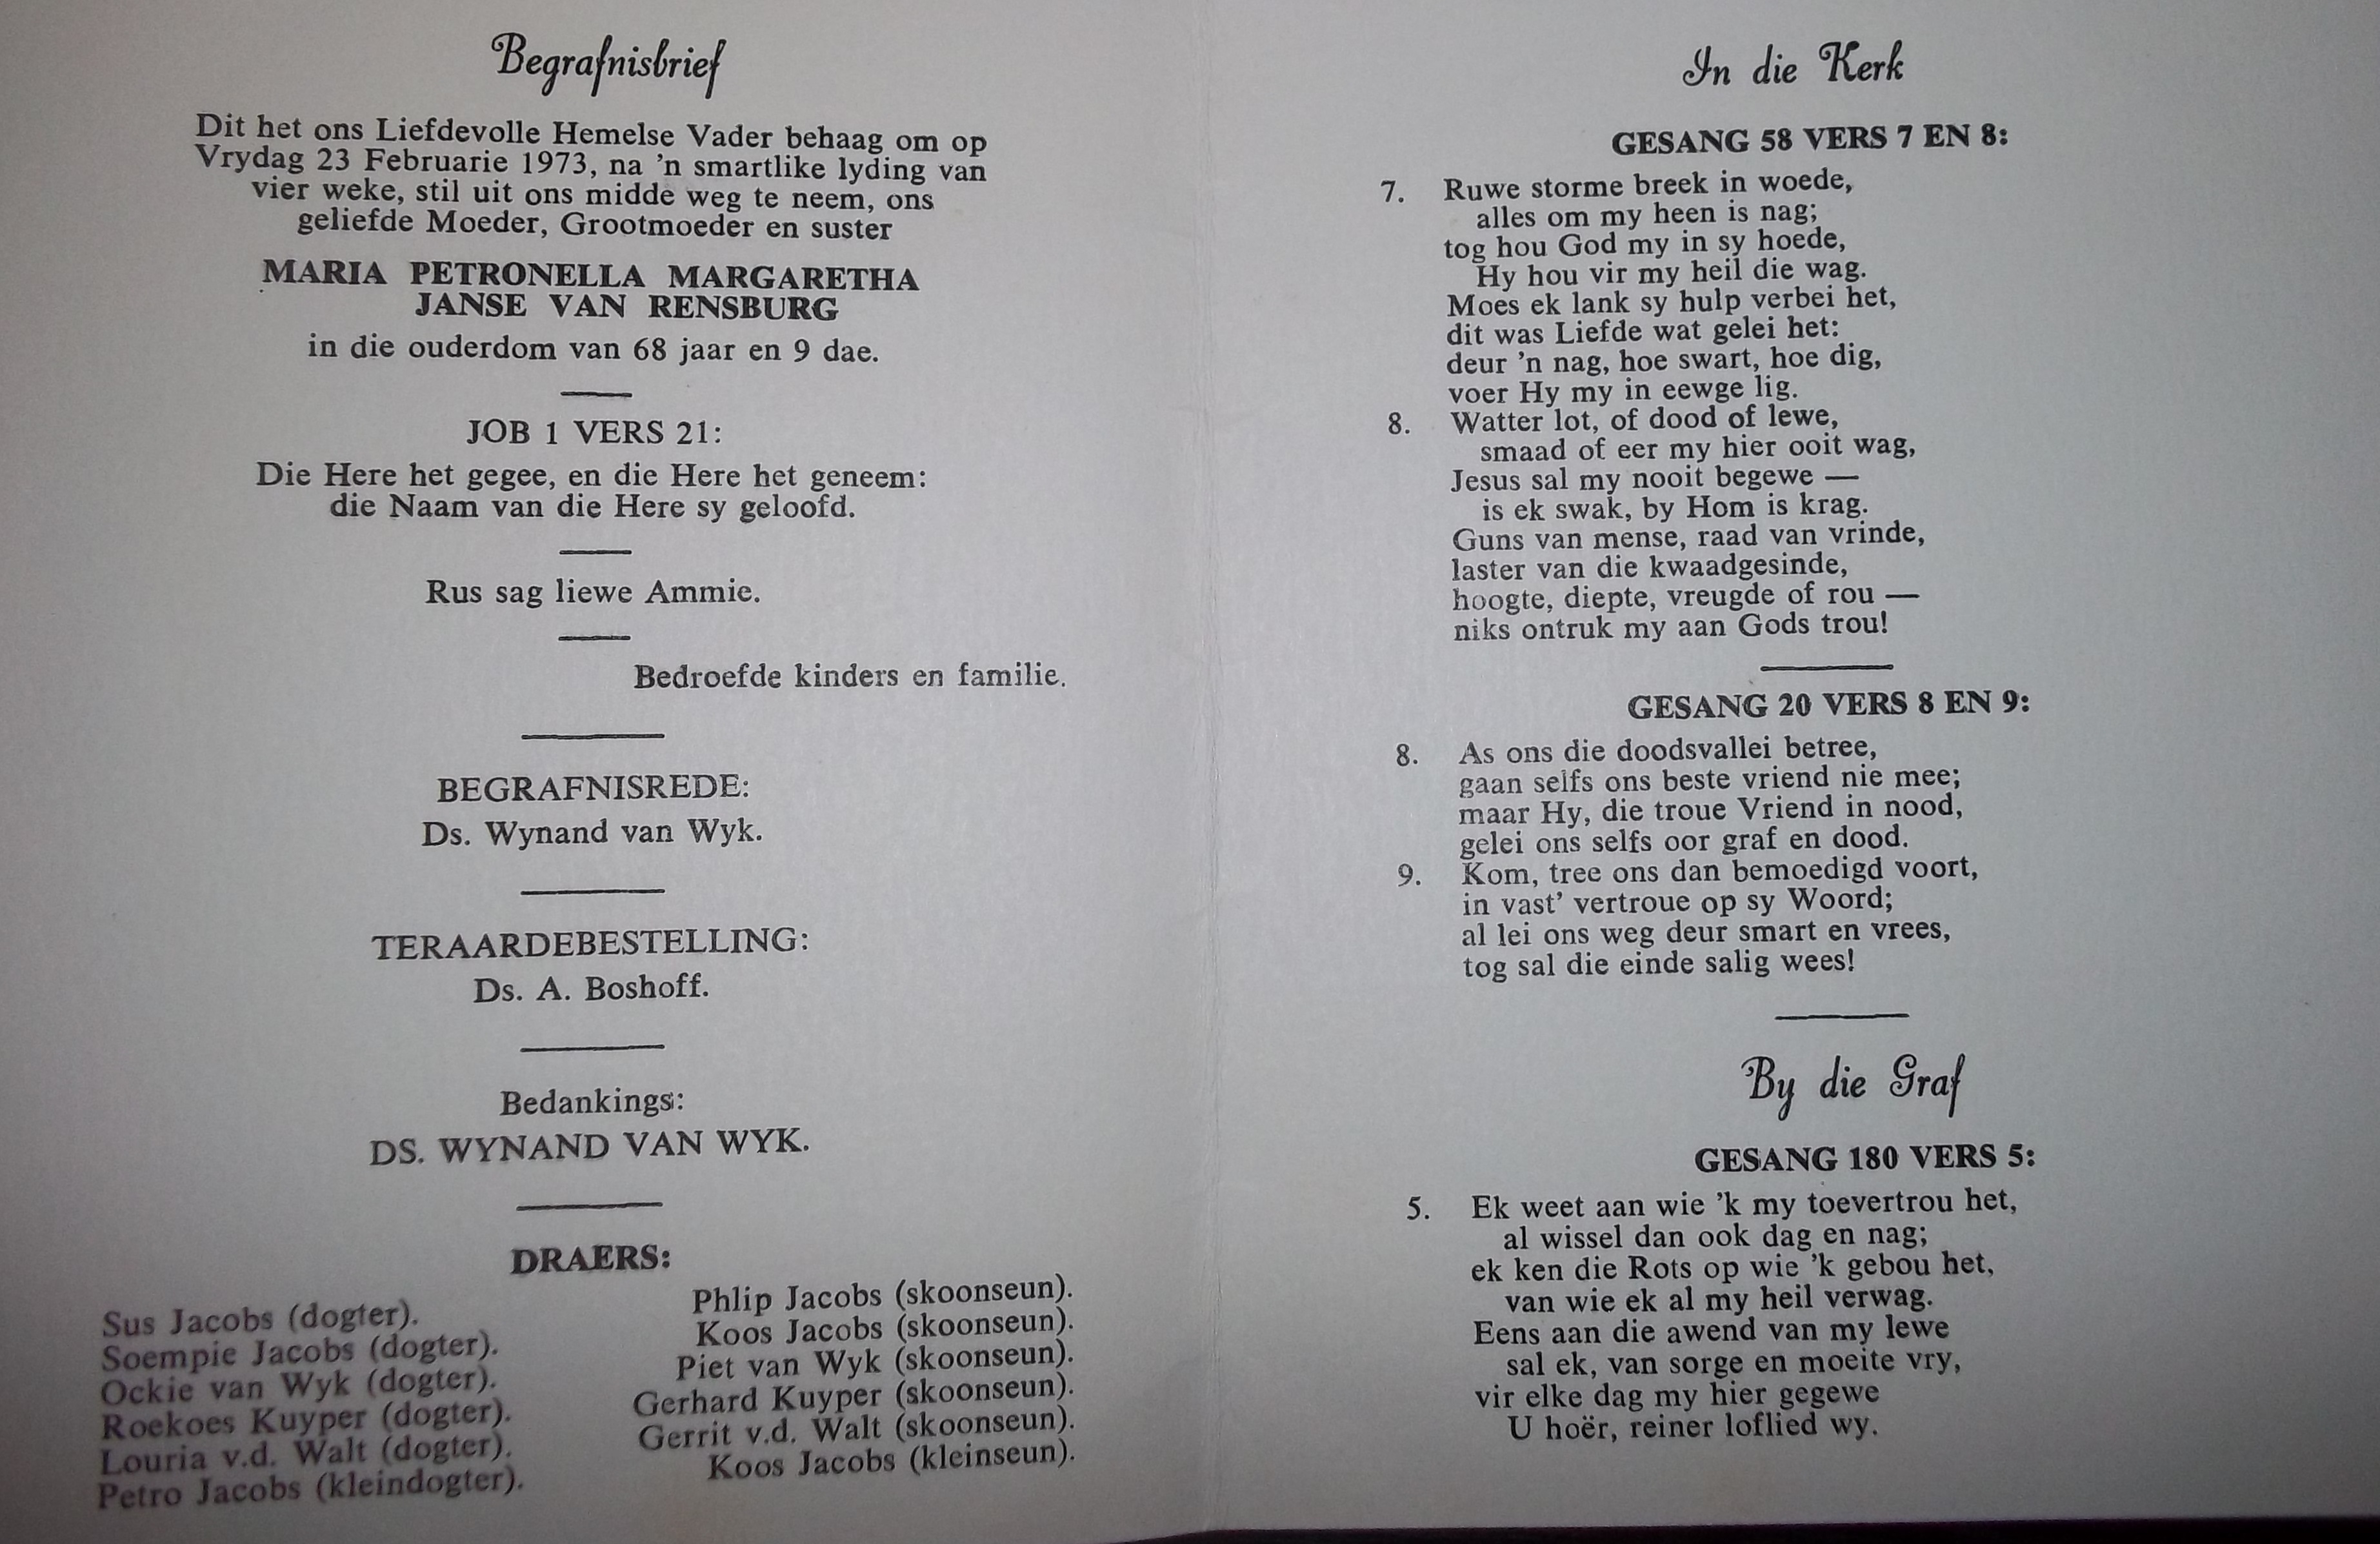 Begrafnisbrief
Dit het ons Liefdevolle Hemelse Vader behaag om op
Vrydag 23 Februarie 1973, na ’n smartlike lyding van
vier weke, stil uit ons midde weg te neem, ons
geliefde Moeder, Grootmoeder en suster
MARIA PETRONELLA MARGARETHA
JANSE VAN RENSBURG
in die ouderdom van 68 jaar en 9 dae.
JOB 1 VERS 21:
Die Here het gegee, en die Here het geneem:
die Naam van die Here sy geloofd.
Rus sag liewe Ammie.
Bedroefde kinders en familie.
BEGRAFNISREDE:
Ds. Wynand van Wyk.
TERAARDEBESTELLING:
Ds. A. Boshoff.
Bedankings:
DS. WYNAND VAN WYK.
DRAERS:
Sus Jacobs (dogter).
Soempie Jacobs (dogter).
Ockie van Wyk (dogter).
Roekoes Kuyper (dogter).
Louria v.d. Walt (dogter).
Petro Jacobs (kleindogter).
Phlip Jacobs (skoonseun).
Koos Jacobs (skoonseun).
Piet van Wyk (skoonseun).
Gerhard Kuyper (skoonseun).
Gerrit v.d. Walt (skoonseun).
Koos Jacobs (kleinseun).
In die Kerk
GESANG 58 VERS 7 EN 8:
7. Ruwe storme breek in woede,
alles om my heen is nag;
tog hou God my in sy hoede,
Hy hou vir my heil die wag.
Moes ek lank sy hulp verbei het,
dit was Liefde wat gelei het:
deur ’n nag, hoe swart, hoe dig,
voer Hy my in eewge lig.
8. Watter lot, of dood of lewe,
smaad of eer my hier ooit wag,
Jesus sal my nooit begewe —
is ek swak, by Hom is krag.
Guns van mense, raad van vrinde,
laster van die kwaadgesinde,
hoogte, diepte, vreugde of rou —
niks ontruk my aan Gods trou!
GESANG 20 VERS 8 EN 9:
8. As ons die doodsvallei betree,
gaan selfs ons beste vriend nie mee;
maar Hy, die troue Vriend in nood,
gelei ons selfs oor graf en dood.
9. Kom, tree ons dan bemoedigd voort,
in vast’ vertroue op sy Woord;
al lei ons weg deur smart en vrees,
tog sal die einde salig wees!
By die Graf
GESANG 180 VERS 5:
5. Ek weet aan wie ’k my toevertrou het,
al wissel dan ook dag en nag;
ek ken die Rots op wie ’k gebou het,
van wie ek al my heil verwag.
Eens aan die awend van my lewe
sal ek, van sorge en moeite vry,
vir elke dag my hier gegewe
U hoër, reiner loflied wy.